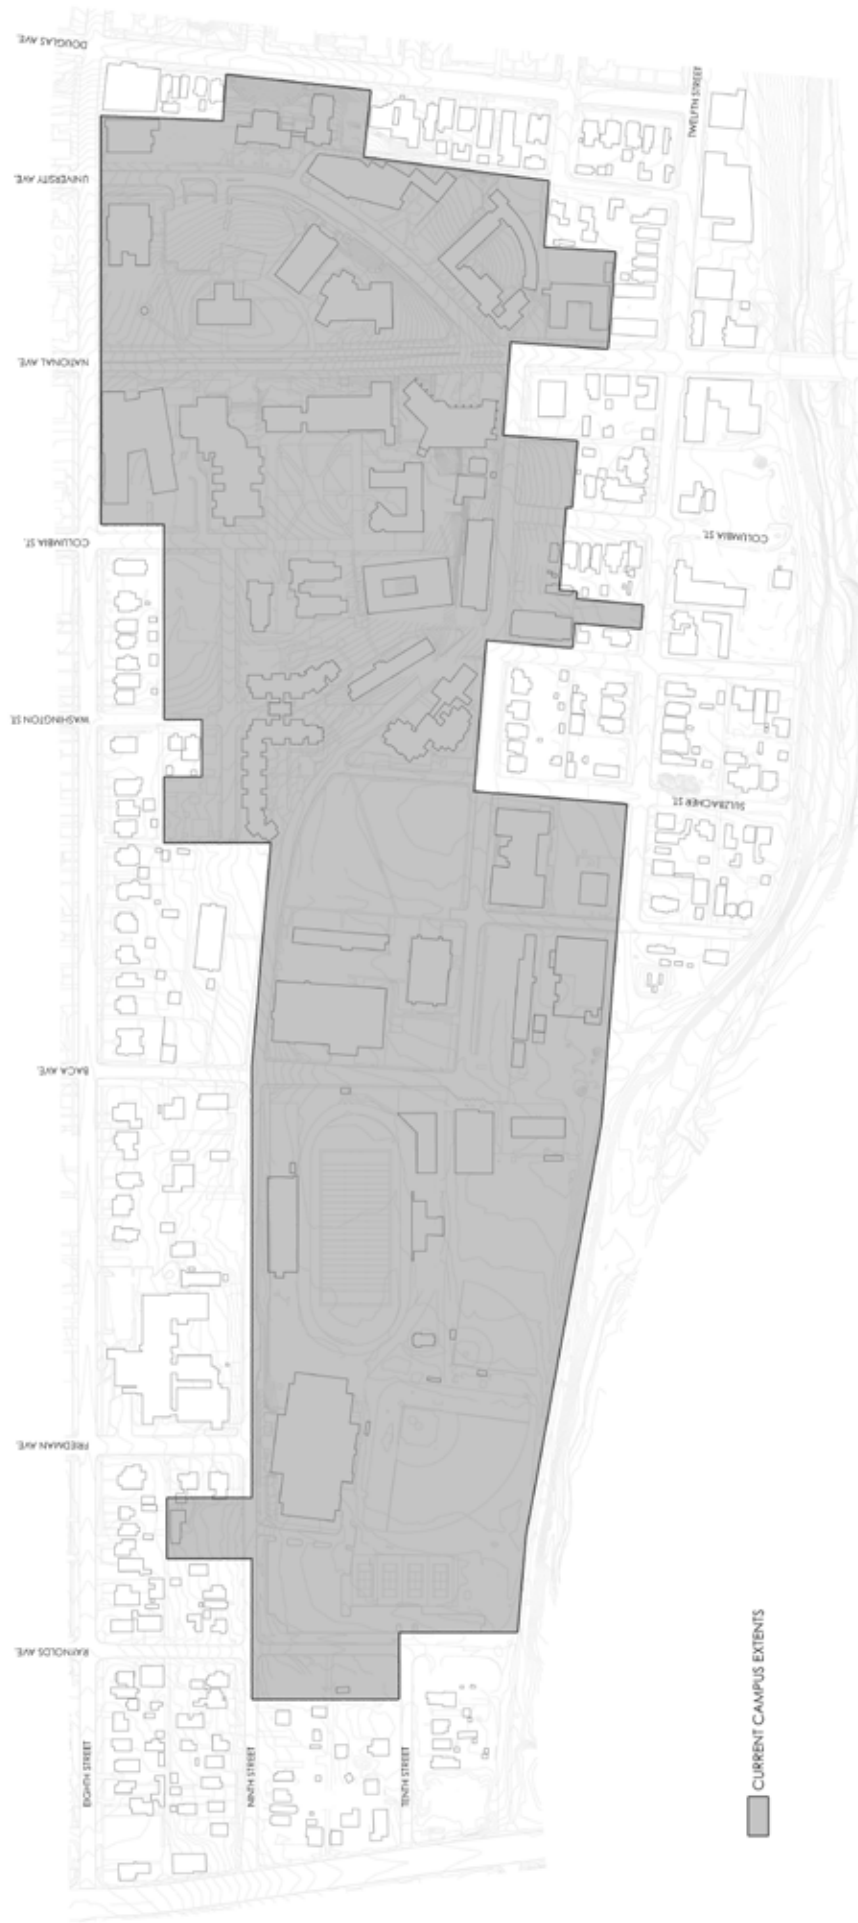 DOUGLAS AVE.
TWELFTH STREET
UNIVERSITY AVE.
NATIONAL AVE.
COLUMBIA ST.
COLUMBIA ST.
WASHINGTON ST.
SULZBACHER ST.
BACA AVE.
FRIEDMAN AVE.
RAYNOLDS AVE.
EIGHTH STREET
NINTH STREET
TENTH STREET
CURRENT CAMPUS EXTENTS